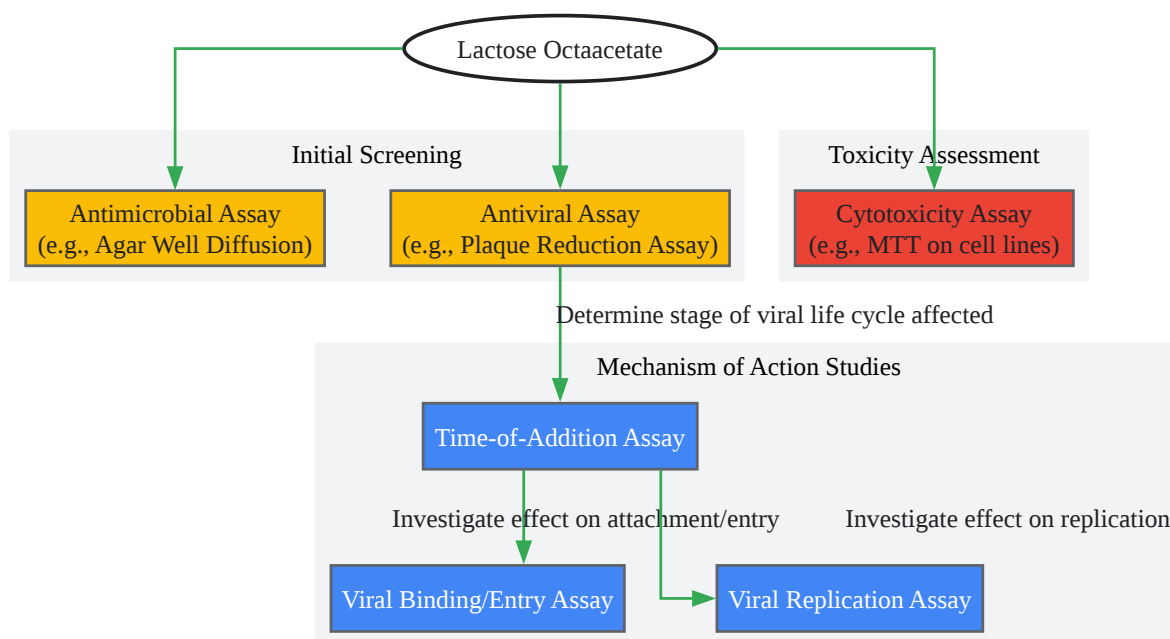 Lactose Octaacetate
Initial Screening
Toxicity Assessment
Antimicrobial Assay
(e.g., Agar Well Diffusion)
Antiviral Assay
(e.g., Plaque Reduction Assay)
Cytotoxicity Assay
(e.g., MTT on cell lines)
Determine stage of viral life cycle affected
Mechanism of Action Studies
Time-of-Addition Assay
Investigate effect on attachment/entry
Investigate effect on replication
Viral Binding/Entry Assay
Viral Replication Assay